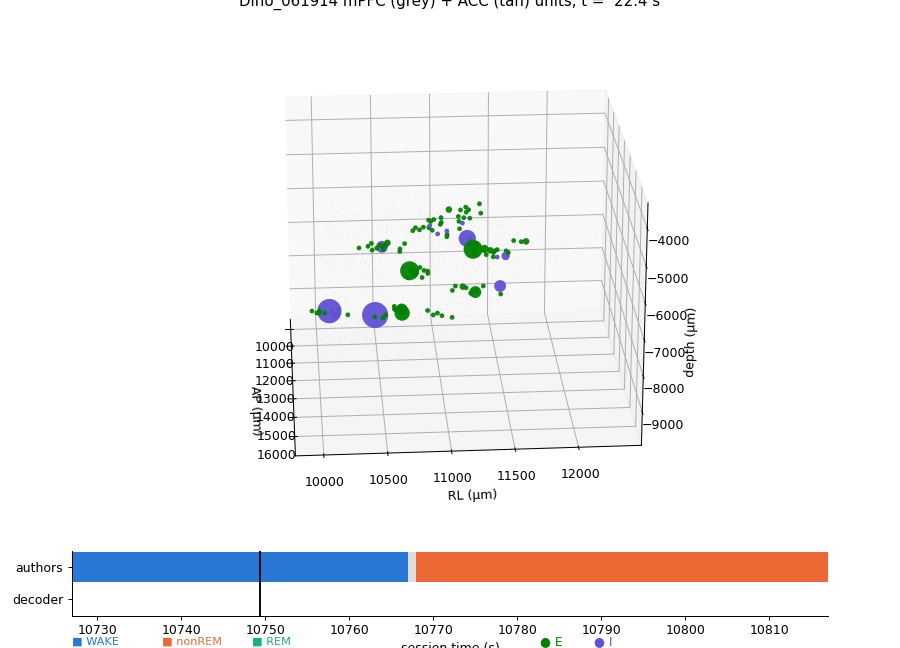 Dino_061914 mPFC (grey) + ACC (tan) units, t = 22.4 s
−4000
−5000
−6000
−7000
−8000
−9000
depth (μm)
10000
11000
12000
13000
14000
15000
16000
AP (μm)
10000 10500 11000 11500 12000
RL (μm)
authors
decoder
10730 10740 10750 10760 10770 10780 10790 10800 10810
session time (s)
WAKE nonREM REM E I